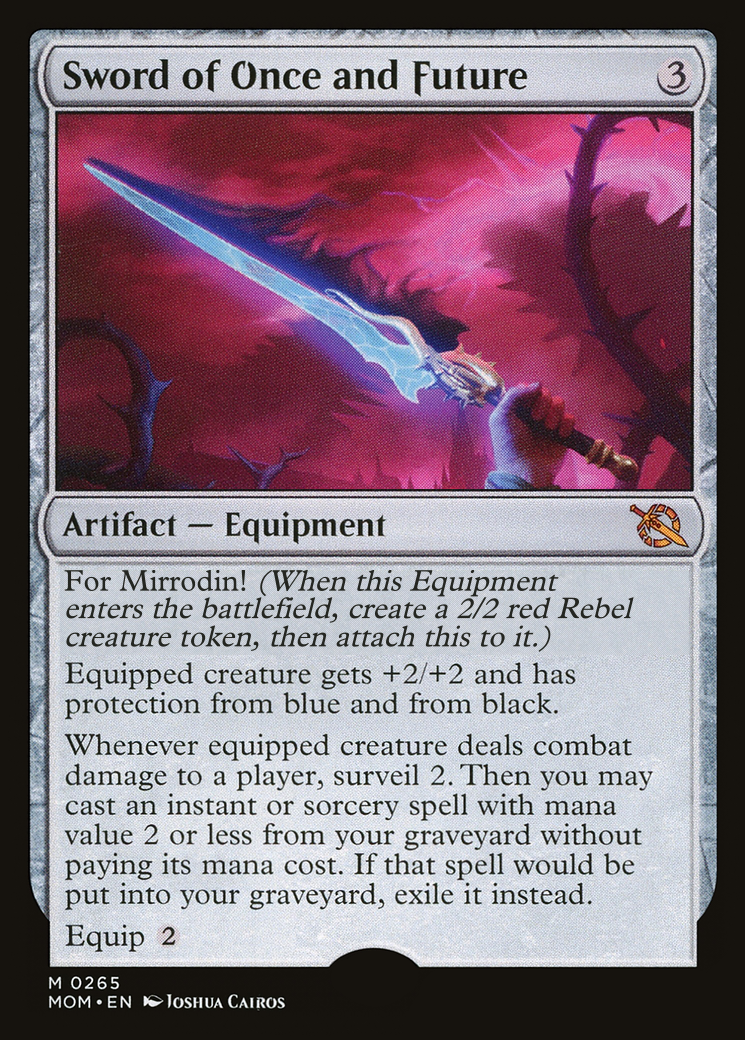 Sword of Once and Future 3
Artifact — Equipment
For Mirrodin! (When this Equipment
enters the battlefield, create a 2/2 red Rebel
creature token, then attach this to it.)
Equipped creature gets +2/+2 and has
protection from blue and from black.
Whenever equipped creature deals combat
damage to a player, surveil 2. Then you may
cast an instant or sorcery spell with mana
value 2 or less from your graveyard without
paying its mana cost. If that spell would be
put into your graveyard, exile it instead.
Equip 2
M 0265
MOM • EN Joshua Cairos